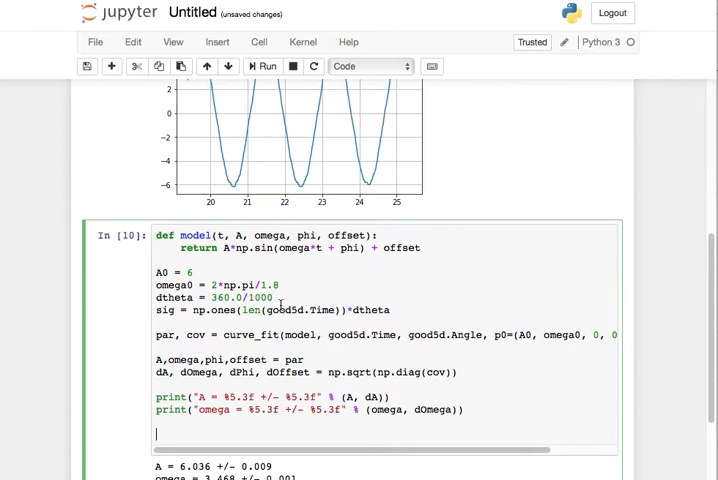 jupyter Untitled (unsaved changes)
Logout
File Edit View Insert Cell Kernel Help
Trusted
Python 3
Run
Code
0
-2
-4
-6
20 21 22 23 24 25
In [10]:
def model(t, A, omega, phi, offset):
    return A*np.sin(omega*t + phi) + offset
A0 = 6
omega0 = 2*np.pi/1.8
dtheta = 360.0/1000
sig = np.ones(len(good5d.Time))*dtheta
par, cov = curve_fit(model, good5d.Time, good5d.Angle, p0=(A0, omega0, 0, 0
A,omega,phi,offset = par
dA, dOmega, dPhi, dOffset = np.sqrt(np.diag(cov))
print("A = %5.3f +/- %5.3f" % (A, dA))
print("omega = %5.3f +/- %5.3f" % (omega, dOmega))
A = 6.036 +/- 0.009
omega = 3.468 +/- 0.001